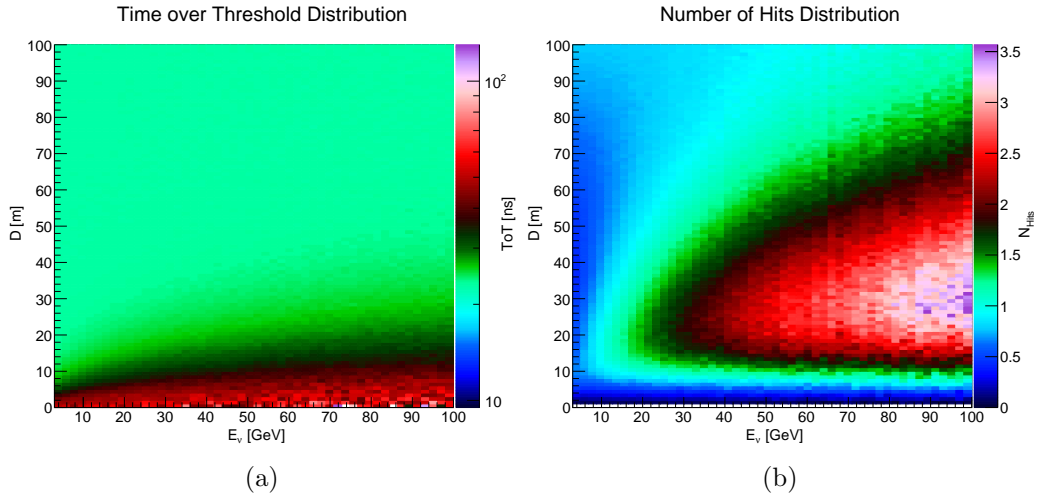 Time over Threshold Distribution
Number of Hits Distribution
100
90
80
70
60
50
40
30
20
10
0
D [m]
10 20 30 40 50 60 70 80 90 100
E_ν [GeV]
10²
10
ToT [ns]
100
90
80
70
60
50
40
30
20
10
0
D [m]
10 20 30 40 50 60 70 80 90 100
E_ν [GeV]
3.5
3
2.5
2
1.5
1
0.5
0
N_Hits
(a)
(b)